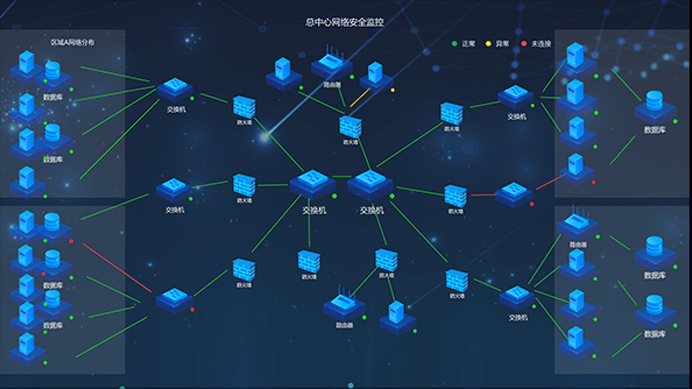 总中心网络安全监控
正常 异常 未连接
区域A网络分布
路由器
数据库
交换机
防火墙
防火墙
交换机
数据库
防火墙
数据库
交换机
防火墙
交换机
交换机
防火墙
路由器
数据库
数据库
防火墙
防火墙
防火墙
防火墙
数据库
路由器
交换机
数据库